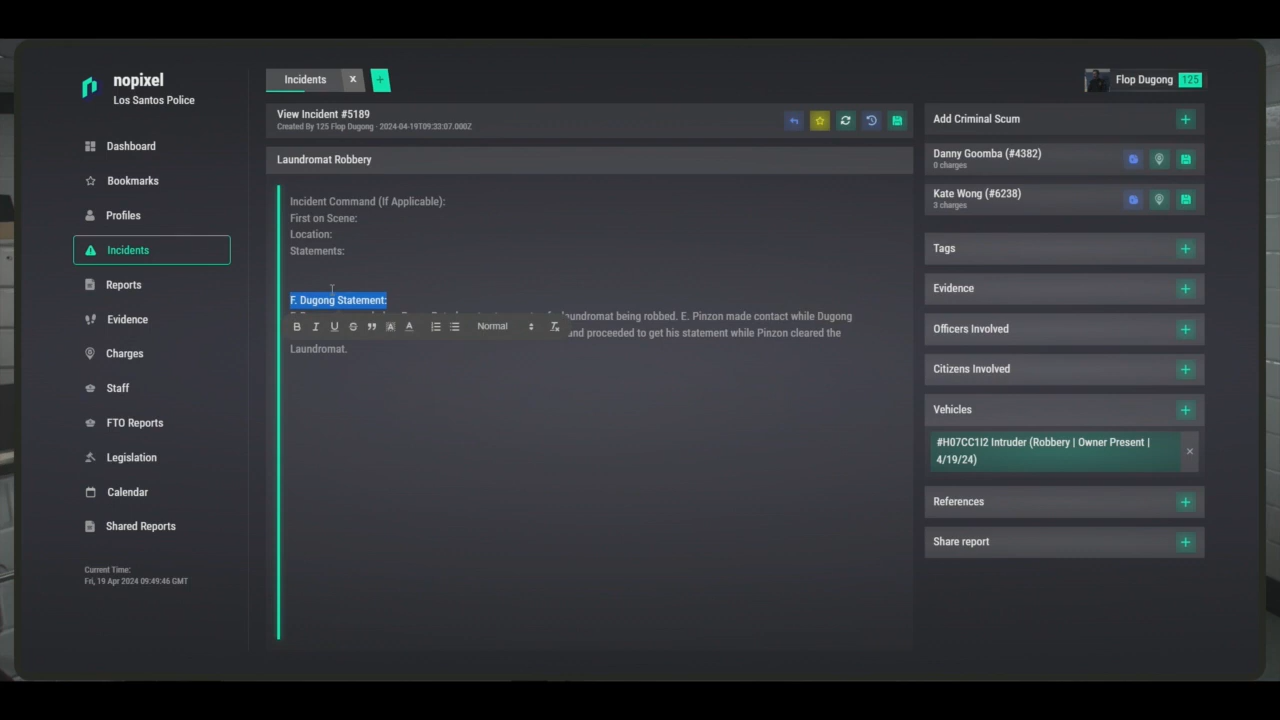 nopixel
Los Santos Police
Dashboard
Bookmarks
Profiles
Incidents
Reports
Evidence
Charges
Staff
FTO Reports
Legislation
Calendar
Shared Reports
Current Time:
Fri, 19 Apr 2024 09:49:46 GMT
Incidents x +
View Incident #5189
Created By 125 Flop Dugong - 2024-04-19T09:33:07.000Z
Laundromat Robbery
Incident Command (If Applicable):
First on Scene:
Location:
Statements:
F. Dugong Statement:
laundromat being robbed. E. Pinzon made contact while Dugong
B I U S A A Normal
and proceeded to get his statement while Pinzon cleared the
Laundromat.
Flop Dugong 125
Add Criminal Scum
Danny Goomba (#4382)
0 charges
Kate Wong (#6238)
3 charges
Tags
Evidence
Officers Involved
Citizens Involved
Vehicles
#H07CC1I2 Intruder (Robbery | Owner Present |
4/19/24)
References
Share report